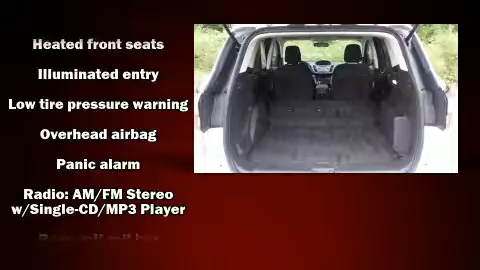 Heated front seats
Illuminated entry
Low tire pressure warning
Overhead airbag
Panic alarm
Radio: AM/FM Stereo
w/Single-CD/MP3 Player